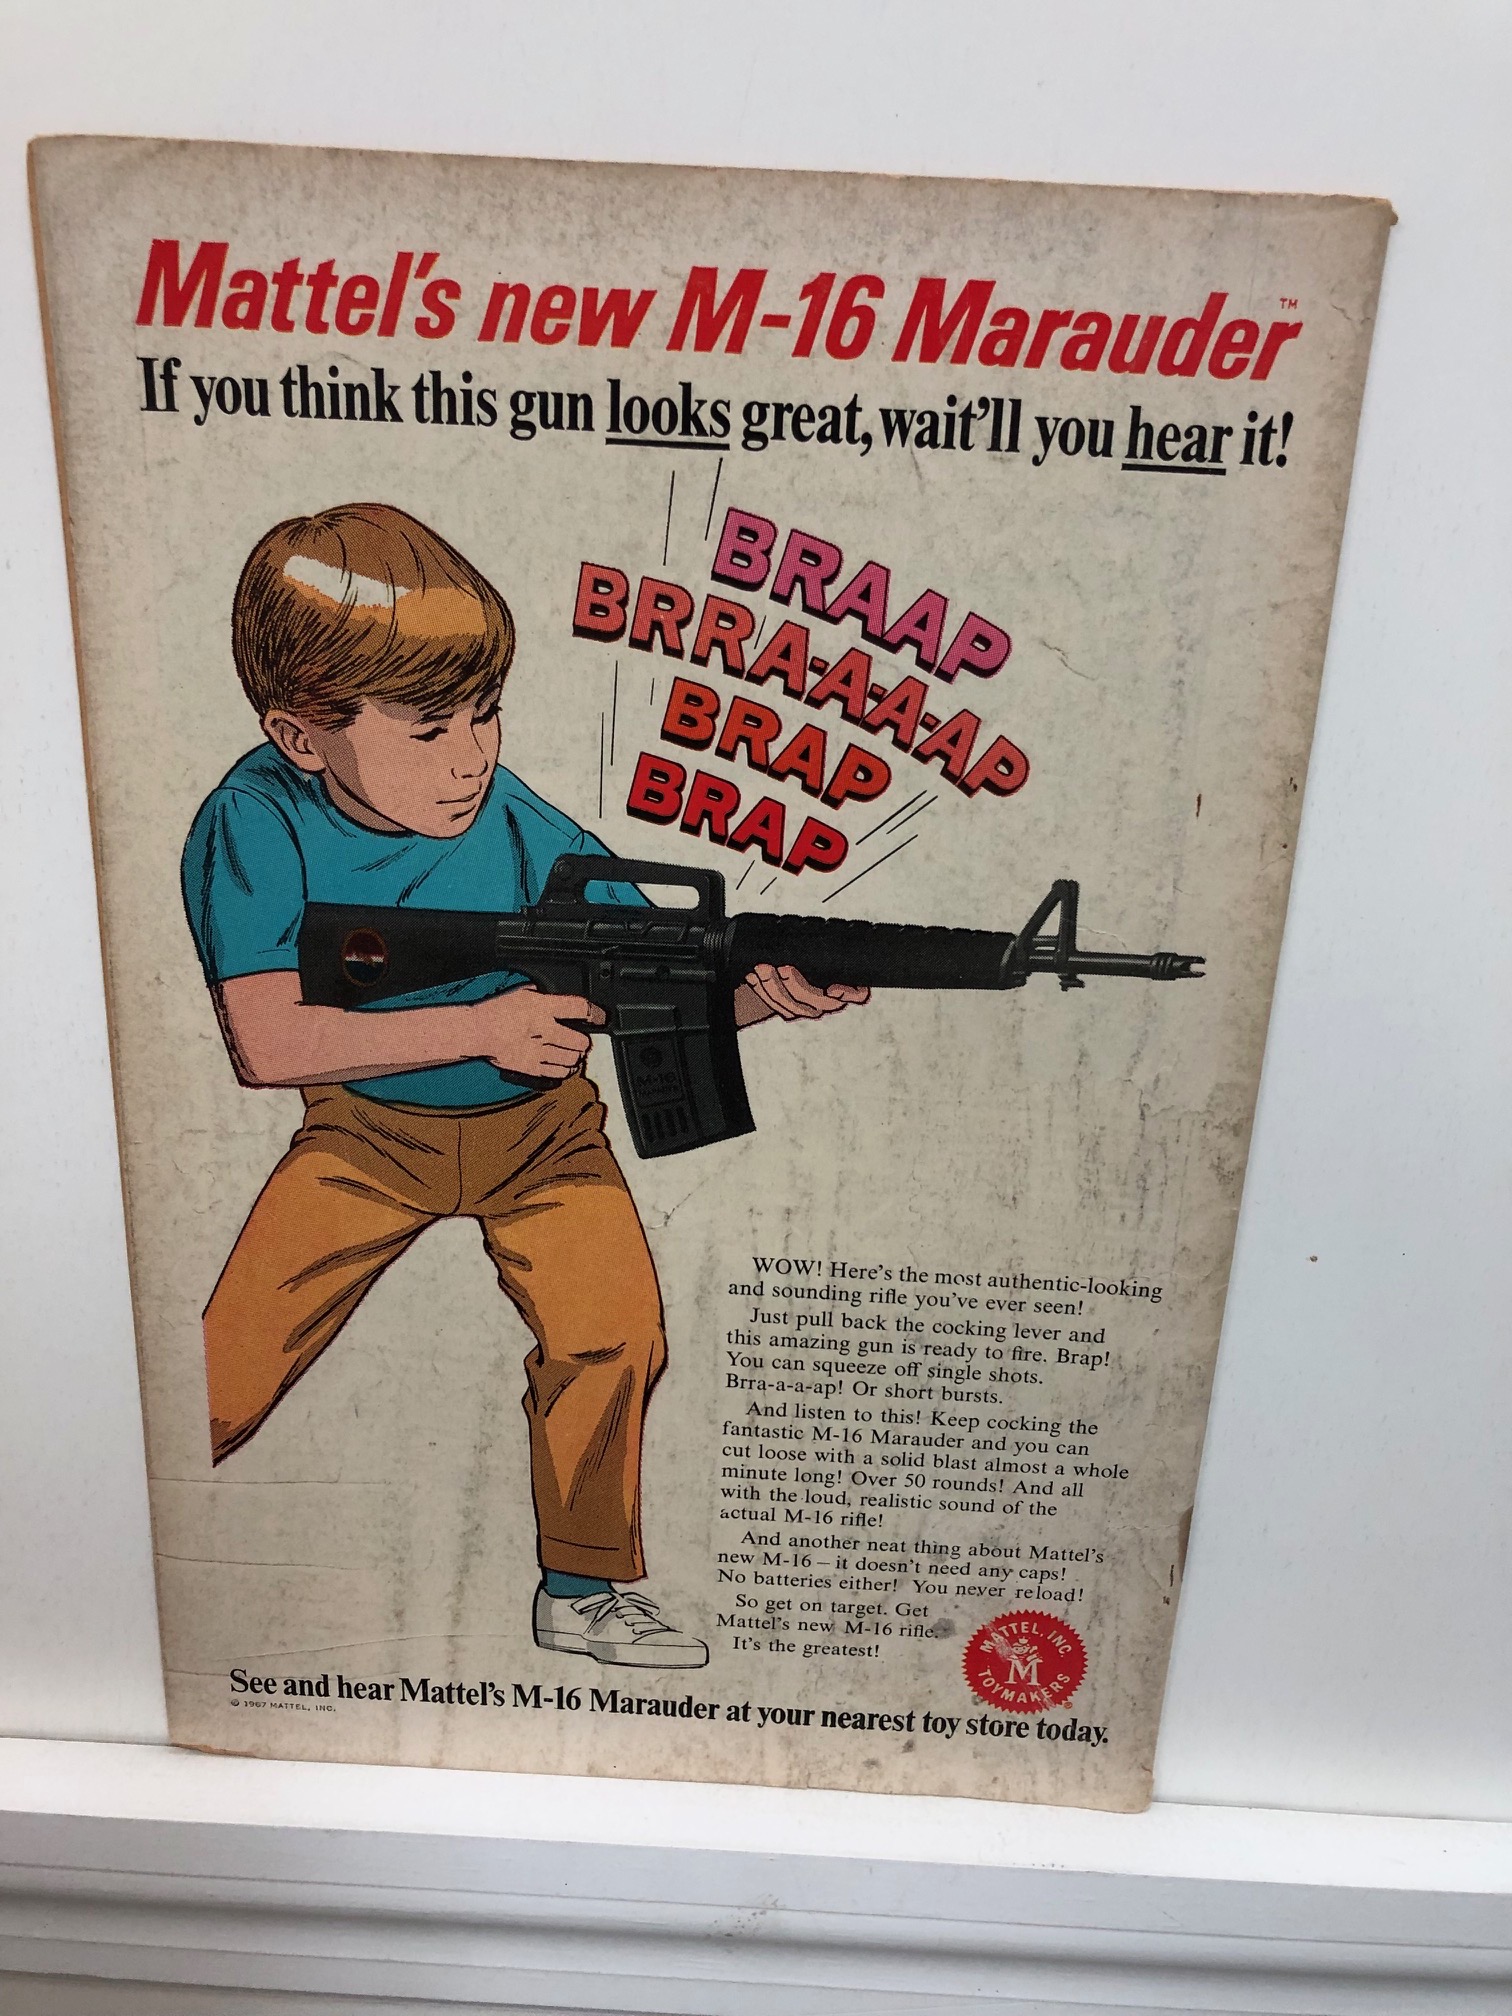 Mattel's new M-16 Marauder™
If you think this gun looks great, wait'll you hear it!
BRAAP
BRRA-A-A-AP
BRAP
BRAP
M-16
WOW! Here's the most authentic-looking
and sounding rifle you've ever seen!
Just pull back the cocking lever and
this amazing gun is ready to fire. Brap!
You can squeeze off single shots.
Brra-a-a-ap! Or short bursts.
And listen to this! Keep cocking the
fantastic M-16 Marauder and you can
cut loose with a solid blast almost a whole
minute long! Over 50 rounds! And all
with the loud, realistic sound of the
actual M-16 rifle!
And another neat thing about Mattel's
new M-16 – it doesn't need any caps!
No batteries either! You never reload!
So get on target. Get
Mattel's new M-16 rifle.
It's the greatest!
MATTEL, INC.
M
TOYMAKERS
®
See and hear Mattel's M-16 Marauder at your nearest toy store today.
© 1967 MATTEL, INC.